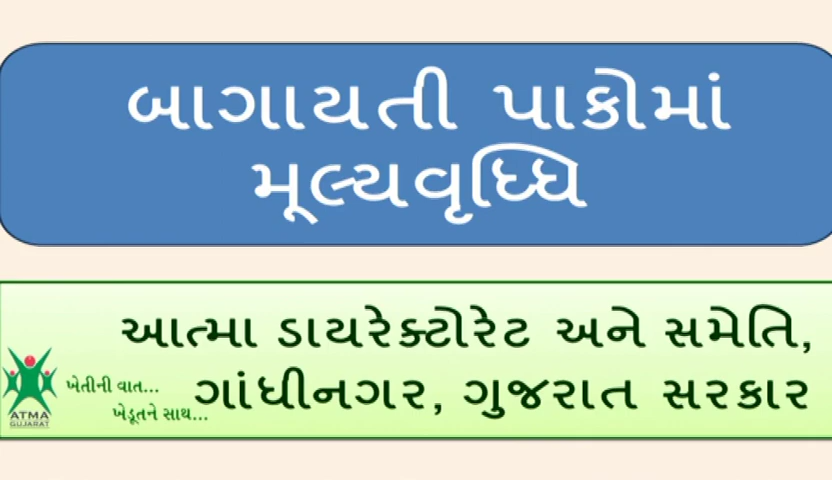 બાગાયતી પાકોમાં
મૂલ્યવૃધ્ધિ
આત્મા ડાયરેક્ટોરેટ અને સમેતિ,
ગાંધીનગર, ગુજરાત સરકાર
ખેતીની વાત...
ખેડૂતને સાથ...
ATMA
GUJARAT